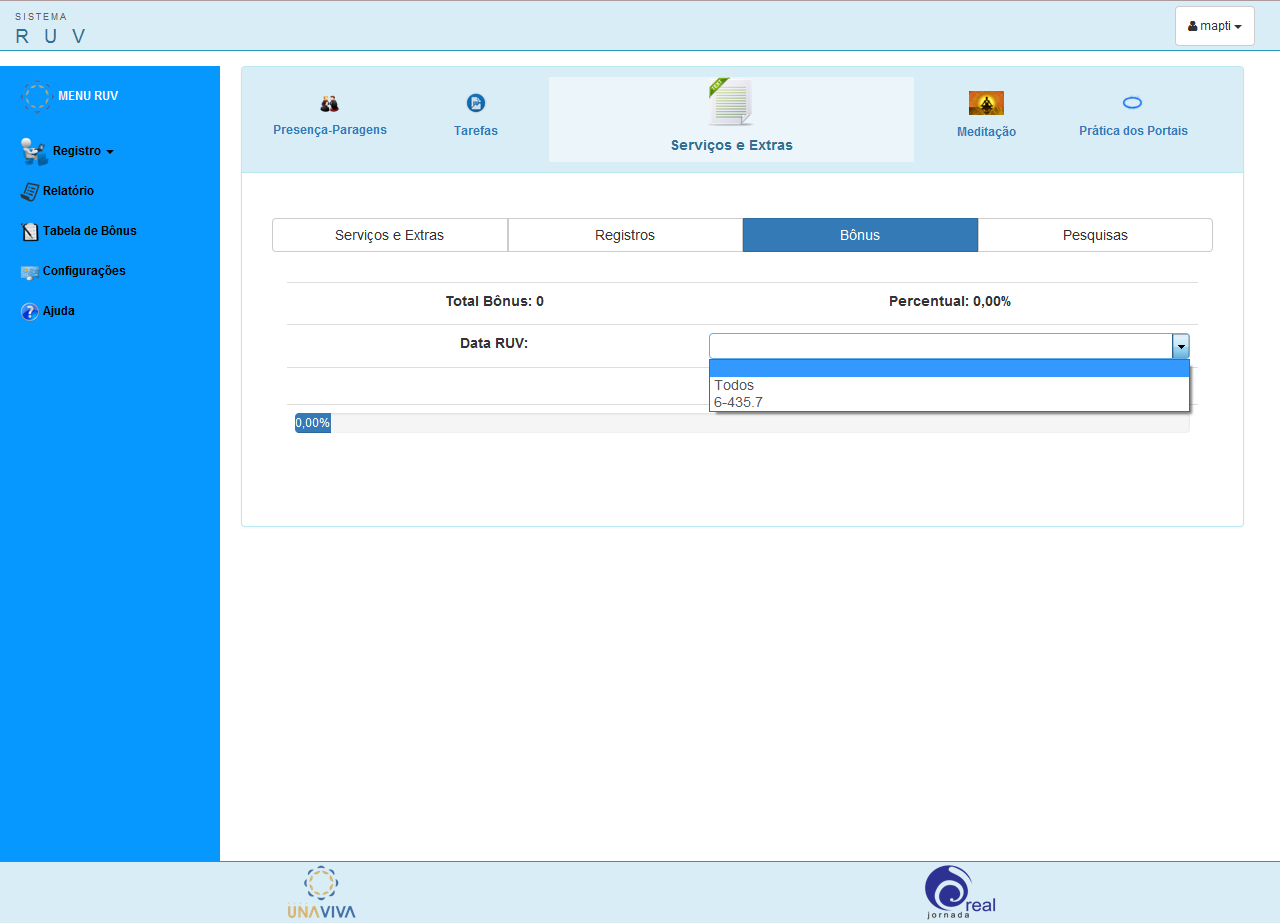 SISTEMA
R U V
mapti
MENU RUV
Registro
Relatório
Tabela de Bônus
Configurações
Ajuda
Presença-Paragens
Tarefas
Serviços e Extras
Meditação
Prática dos Portais
Serviços e Extras
Registros
Bônus
Pesquisas
Total Bônus: 0
Percentual: 0,00%
Data RUV:
Todos
6-435.7
0,00%
UNAVIVA
real
jornada